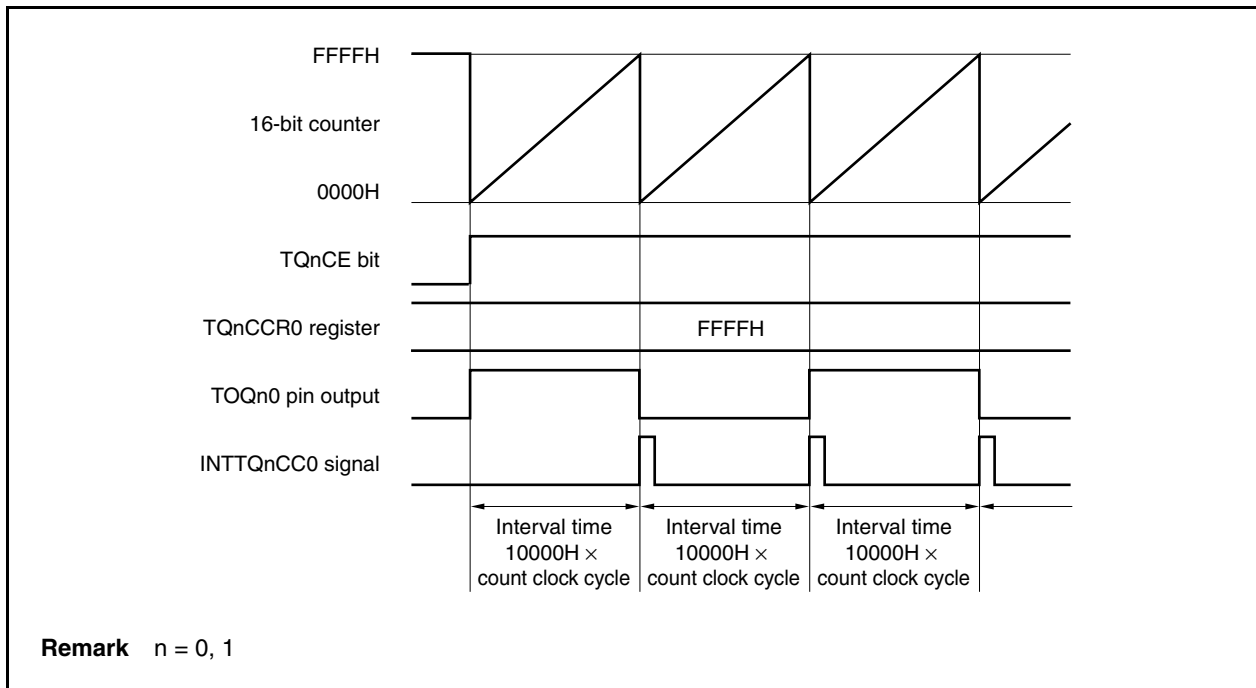 FFFFH
16-bit counter
0000H
TQnCE bit
TQnCCR0 register
FFFFH
TOQn0 pin output
INTTQnCC0 signal
Interval time
10000H ×
count clock cycle
Interval time
10000H ×
count clock cycle
Interval time
10000H ×
count clock cycle
Remark n = 0, 1